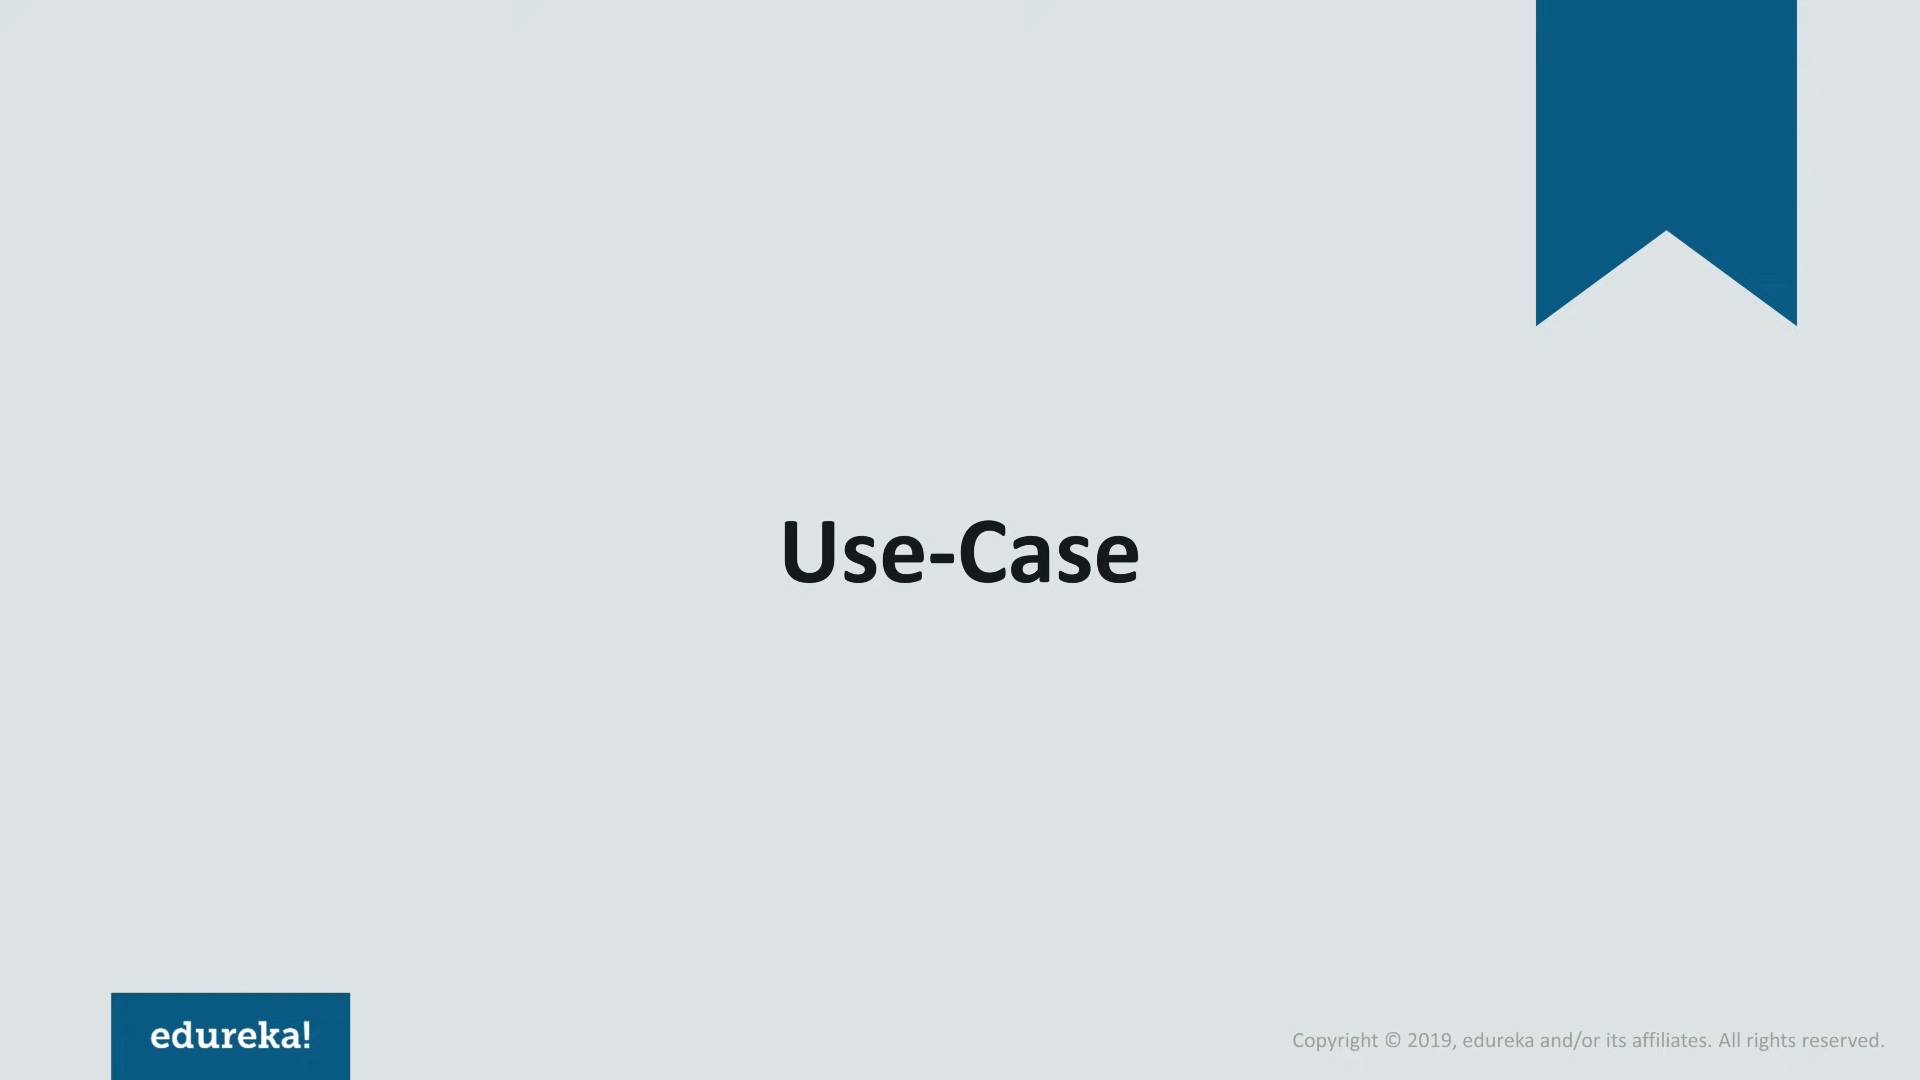 Use-Case
edureka!
Copyright © 2019, edureka and/or its affiliates. All rights reserved.